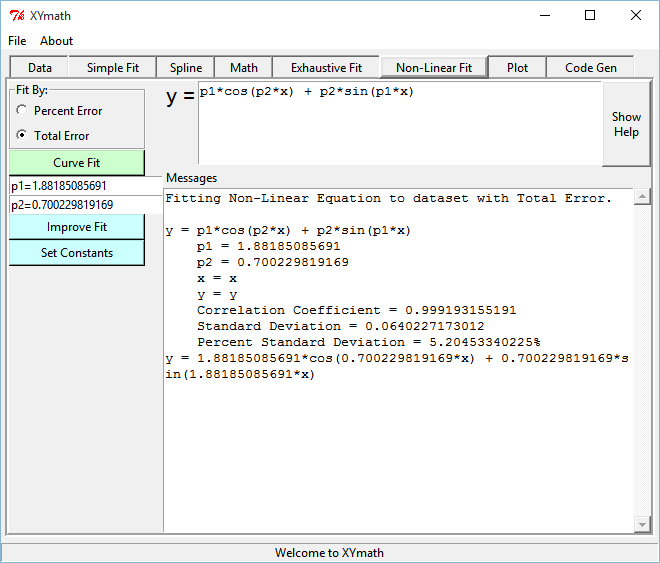 XYmath
File About
Data Simple Fit Spline Math Exhaustive Fit Non-Linear Fit Plot Code Gen
Fit By:
Percent Error
Total Error
Curve Fit
p1=1.88185085691
p2=0.700229819169
Improve Fit
Set Constants
y = p1*cos(p2*x) + p2*sin(p1*x)
Show
Help
Messages
Fitting Non-Linear Equation to dataset with Total Error.
y = p1*cos(p2*x) + p2*sin(p1*x)
p1 = 1.88185085691
p2 = 0.700229819169
x = x
y = y
Correlation Coefficient = 0.999193155191
Standard Deviation = 0.0640227173012
Percent Standard Deviation = 5.20453340225%
y = 1.88185085691*cos(0.700229819169*x) + 0.700229819169*s
in(1.88185085691*x)
Welcome to XYmath